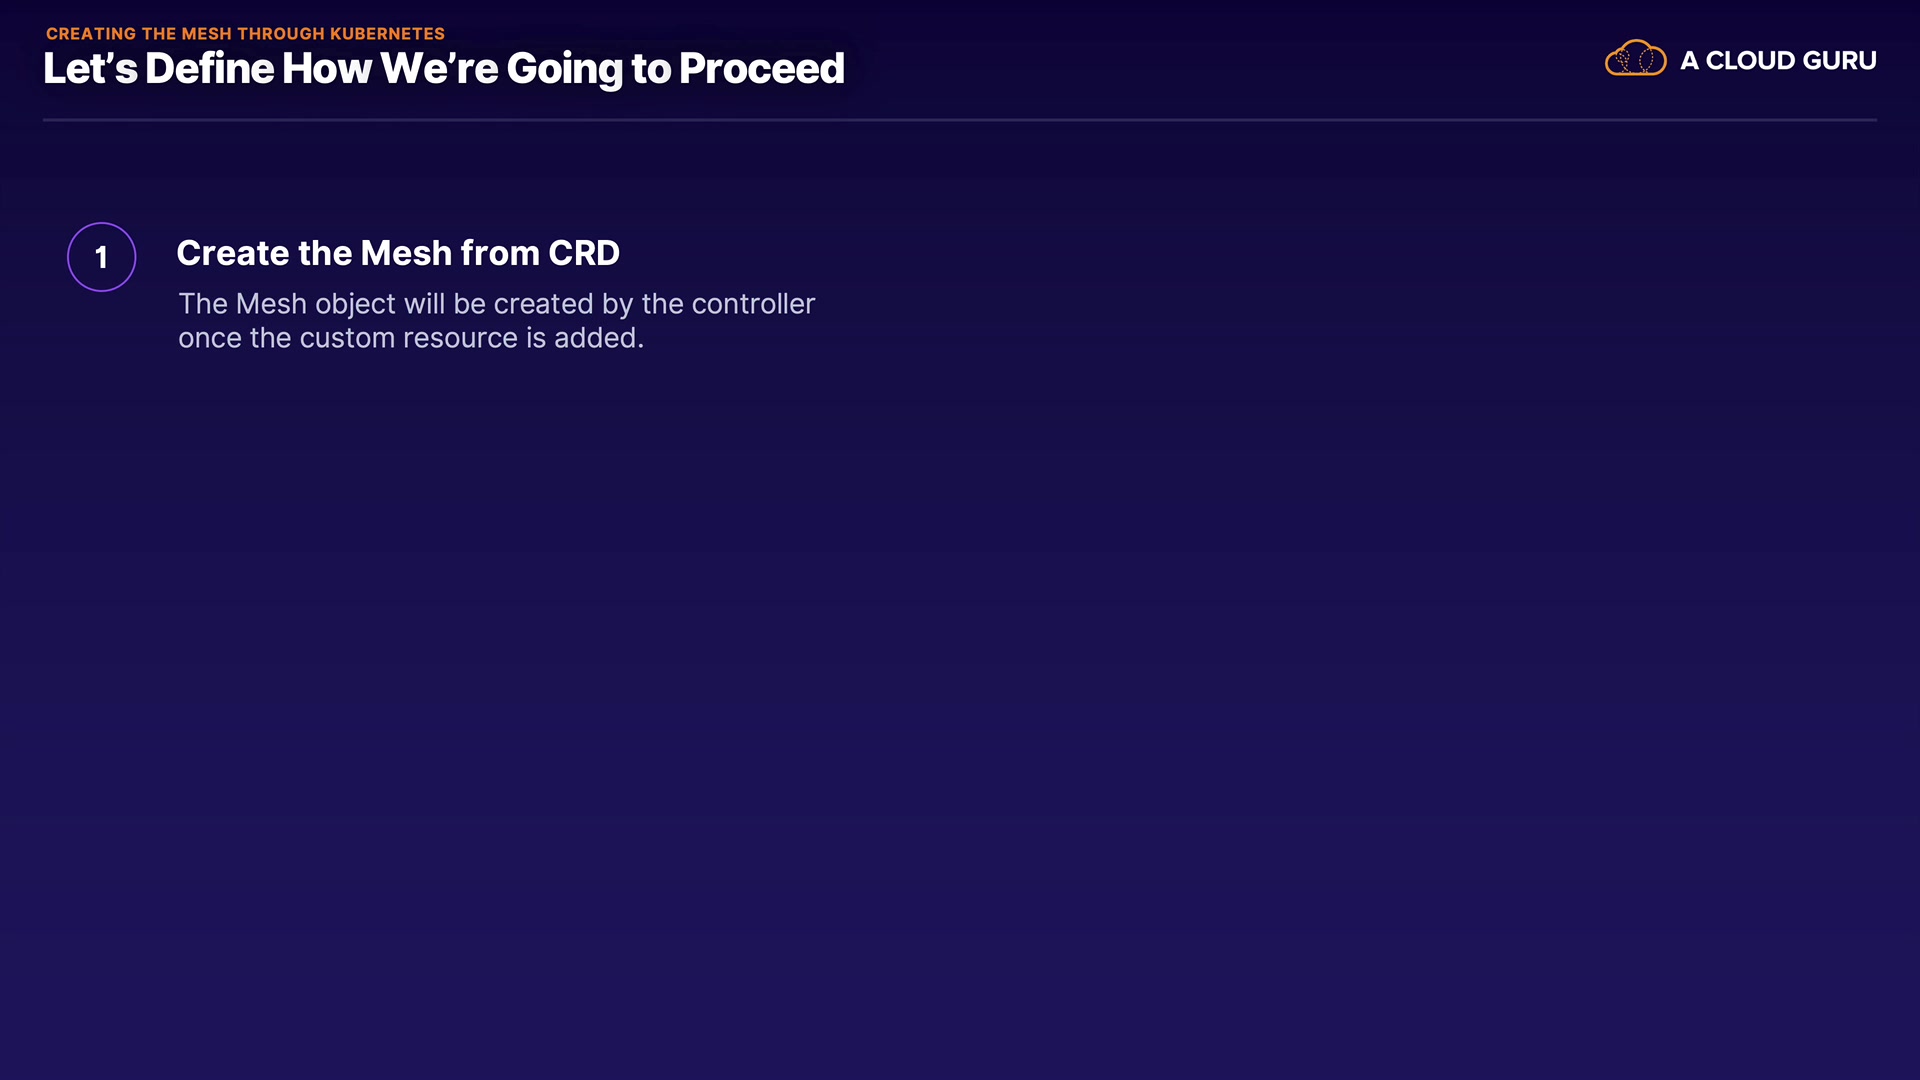 CREATING THE MESH THROUGH KUBERNETES
Let’s Define How We’re Going to Proceed
A CLOUD GURU
1
Create the Mesh from CRD
The Mesh object will be created by the controller
once the custom resource is added.